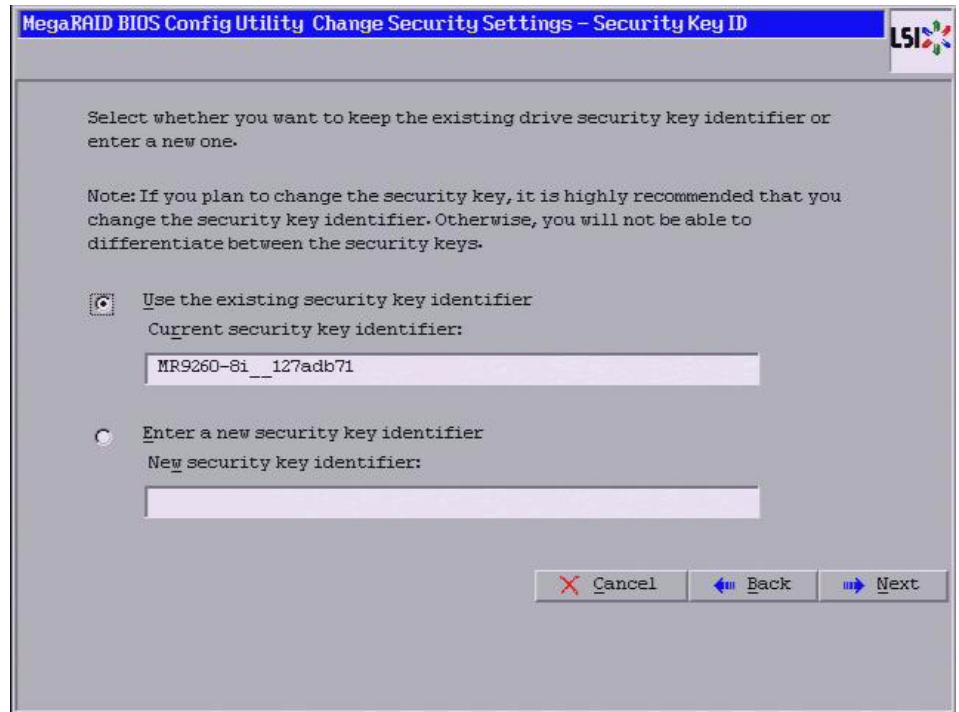 MegaRAID BIOS Config Utility Change Security Settings - Security Key ID
LSI
Select whether you want to keep the existing drive security key identifier or
enter a new one.
Note: If you plan to change the security key, it is highly recommended that you
change the security key identifier. Otherwise, you will not be able to
differentiate between the security keys.
Use the existing security key identifier
Current security key identifier:
MR9260-8i__127adb71
Enter a new security key identifier
New security key identifier:
Cancel Back Next